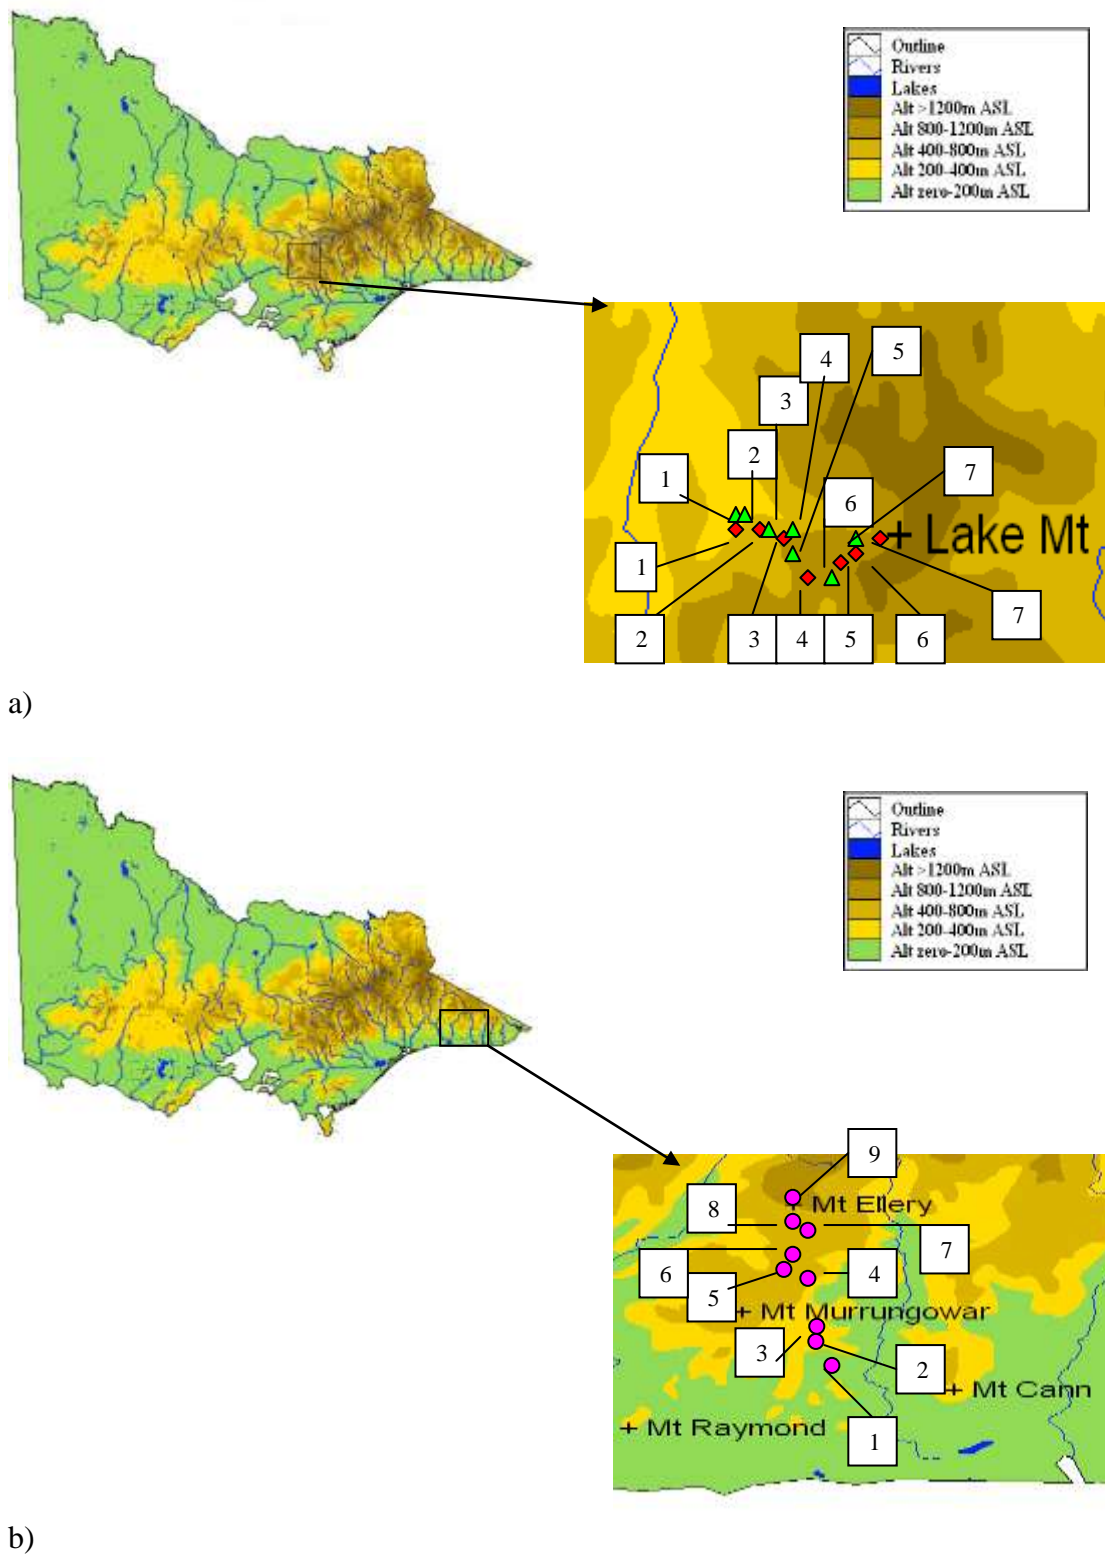 Outline
Rivers
Lakes
Alt >1200m ASL
Alt 800-1200m ASL
Alt 400-800m ASL
Alt 200-400m ASL
Alt zero-200m ASL
4
5
3
2
7
1
6
+ Lake Mt
1
7
2
3
4
5
6
a)
Outline
Rivers
Lakes
Alt >1200m ASL
Alt 800-1200m ASL
Alt 400-800m ASL
Alt 200-400m ASL
Alt zero-200m ASL
9
8
+ Mt Ellery
7
6
4
5
+ Mt Murrungowar
3
2
+ Mt Cann
+ Mt Raymond
1
b)